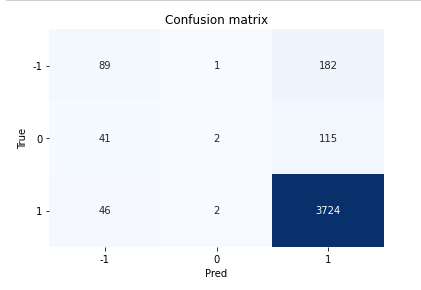 Confusion matrix
-1 89 1 182
0 41 2 115
1 46 2 3724
True
-1 0 1
Pred